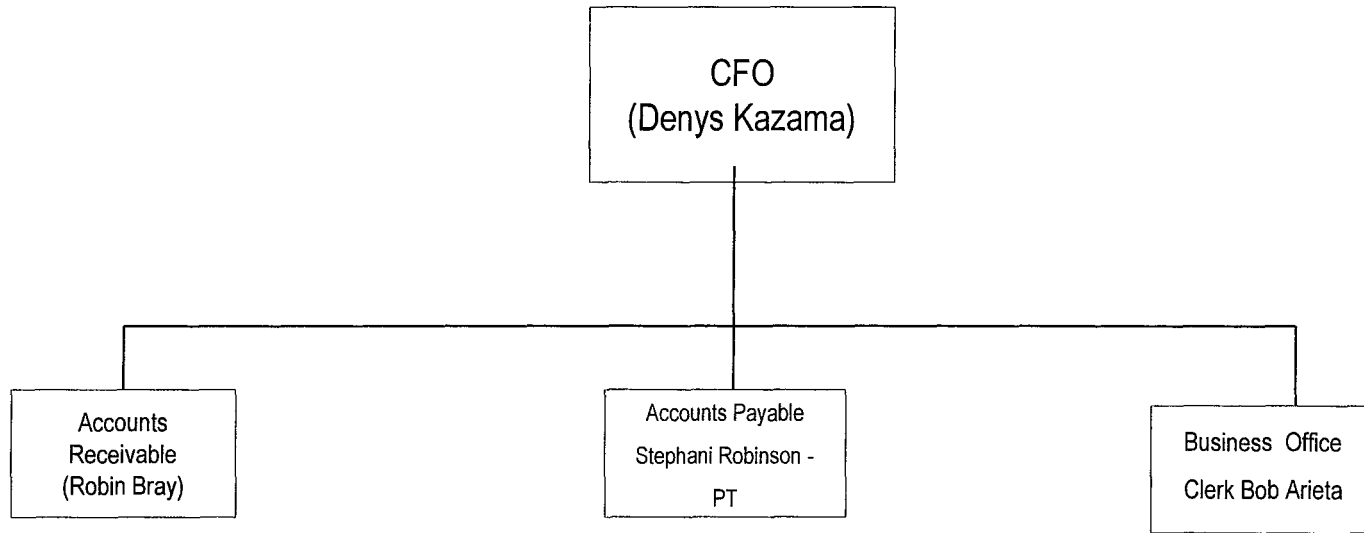 CFO
(Denys Kazama)
Accounts
Receivable
(Robin Bray)
Accounts Payable
Stephani Robinson -
PT
Business Office
Clerk Bob Arieta